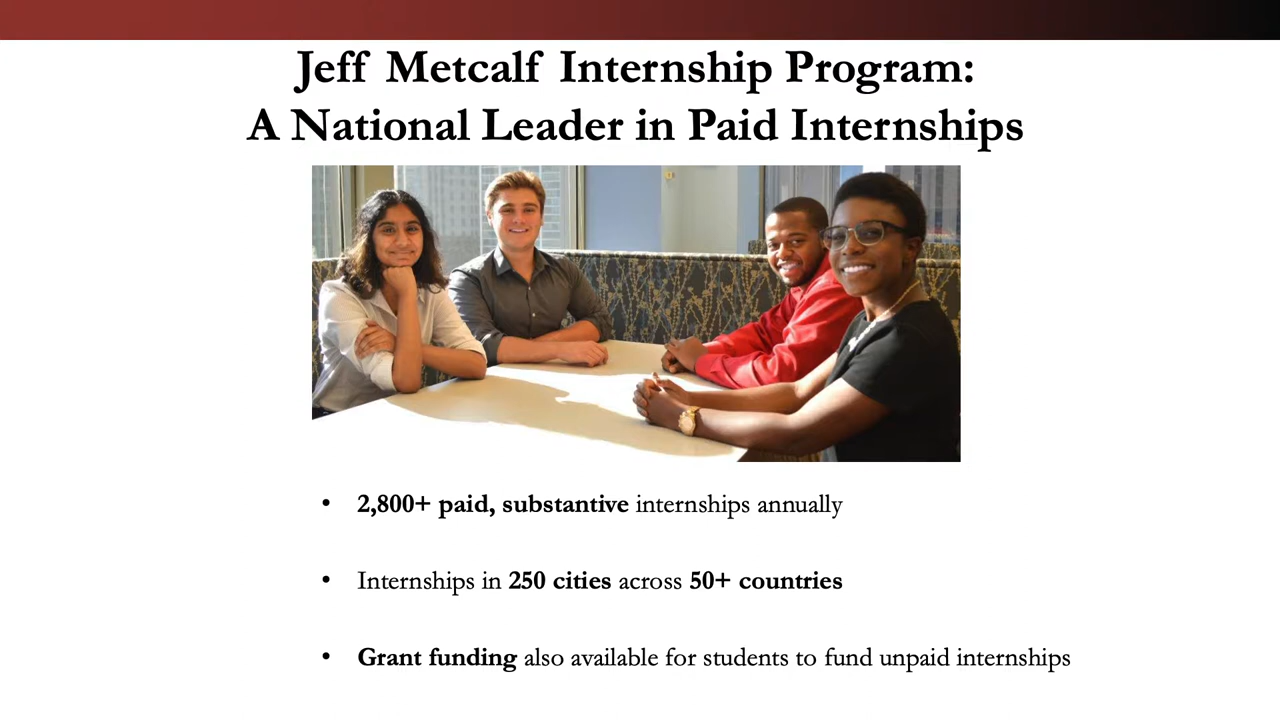 Jeff Metcalf Internship Program:
A National Leader in Paid Internships
• 2,800+ paid, substantive internships annually
• Internships in 250 cities across 50+ countries
• Grant funding also available for students to fund unpaid internships